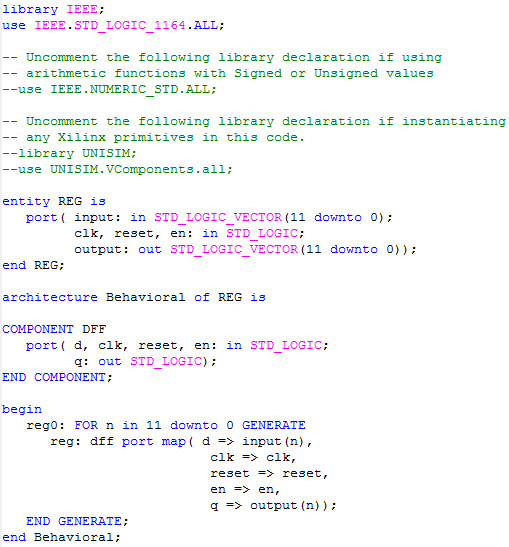 library IEEE;
use IEEE.STD_LOGIC_1164.ALL;

-- Uncomment the following library declaration if using
-- arithmetic functions with Signed or Unsigned values
--use IEEE.NUMERIC_STD.ALL;

-- Uncomment the following library declaration if instantiating
-- any Xilinx primitives in this code.
--library UNISIM;
--use UNISIM.VComponents.all;

entity REG is
   port( input: in STD_LOGIC_VECTOR(11 downto 0);
         clk, reset, en: in STD_LOGIC;
         output: out STD_LOGIC_VECTOR(11 downto 0));
end REG;

architecture Behavioral of REG is

COMPONENT DFF
   port( d, clk, reset, en: in STD_LOGIC;
         q: out STD_LOGIC);
END COMPONENT;

begin
   reg0: FOR n in 11 downto 0 GENERATE
      reg: dff port map( d => input(n),
                          clk => clk,
                          reset => reset,
                          en => en,
                          q => output(n));
   END GENERATE;
end Behavioral;